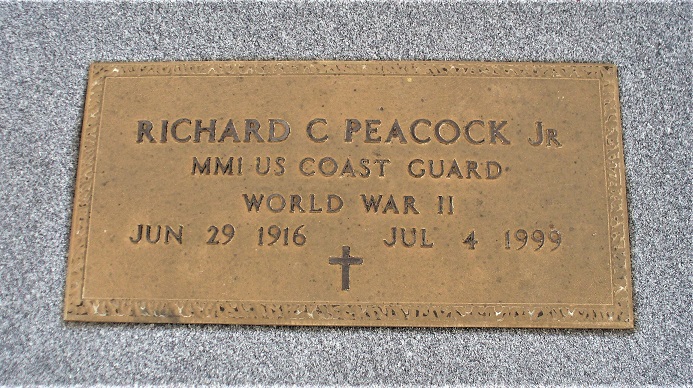 RICHARD C PEACOCK JR
MM1 US COAST GUARD
WORLD WAR II
JUN 29 1916 JUL 4 1999